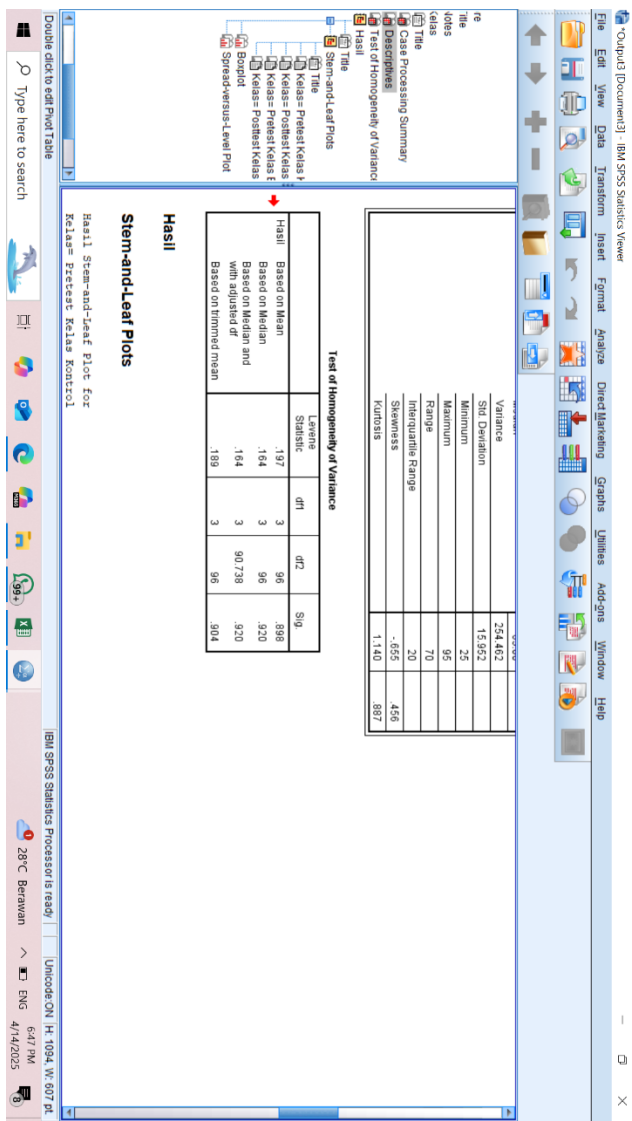 *Output3 [Document3] - IBM SPSS Statistics Viewer
File Edit View Data Transform Insert Format Analyze Direct Marketing Graphs Utilities Add-ons Window Help
re
Title
Notes
Kelas
Title
Case Processing Summary
Descriptives
Test of Homogeneity of Variance
Hasil
Title
Stem-and-Leaf Plots
Title
Kelas= Pretest Kelas K
Kelas= Posttest Kelas
Kelas= Pretest Kelas E
Kelas= Posttest Kelas
Boxplot
Spread-versus-Level Plot
Variance 254.462
Std. Deviation 15.952
Minimum 25
Maximum 95
Range 70
Interquartile Range 20
Skewness -.655 .456
Kurtosis 1.140 .887
Test of Homogeneity of Variance
Levene Statistic df1 df2 Sig.
Hasil Based on Mean .197 3 96 .898
Based on Median .164 3 96 .920
Based on Median and with adjusted df .164 3 90.738 .920
Based on trimmed mean .189 3 96 .904
Hasil
Stem-and-Leaf Plots
Hasil Stem-and-Leaf Plot for
Kelas= Pretest Kelas Kontrol
Double click to edit Pivot Table
IBM SPSS Statistics Processor is ready
Unicode:ON H: 1094, W: 607 pt.
Type here to search
99+
28°C Berawan
ENG
6:47 PM
4/14/2025
8